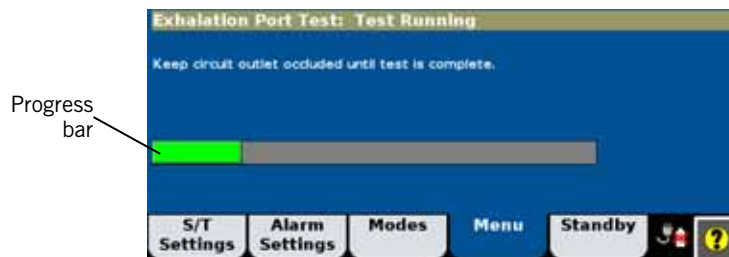 Exhalation Port Test: Test Running
Keep circuit outlet occluded until test is complete.
Progress
bar
S/T
Settings
Alarm
Settings
Modes
Menu
Standby
?